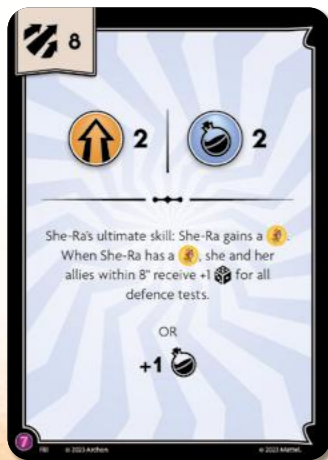 8
2
2
She-Ra's ultimate skill: She-Ra gains a .
When She-Ra has a , she and her
allies within 8" receive +1 for all
defence tests.
OR
+1
7
FBI © 2023 Archon © 2023 Mattel.